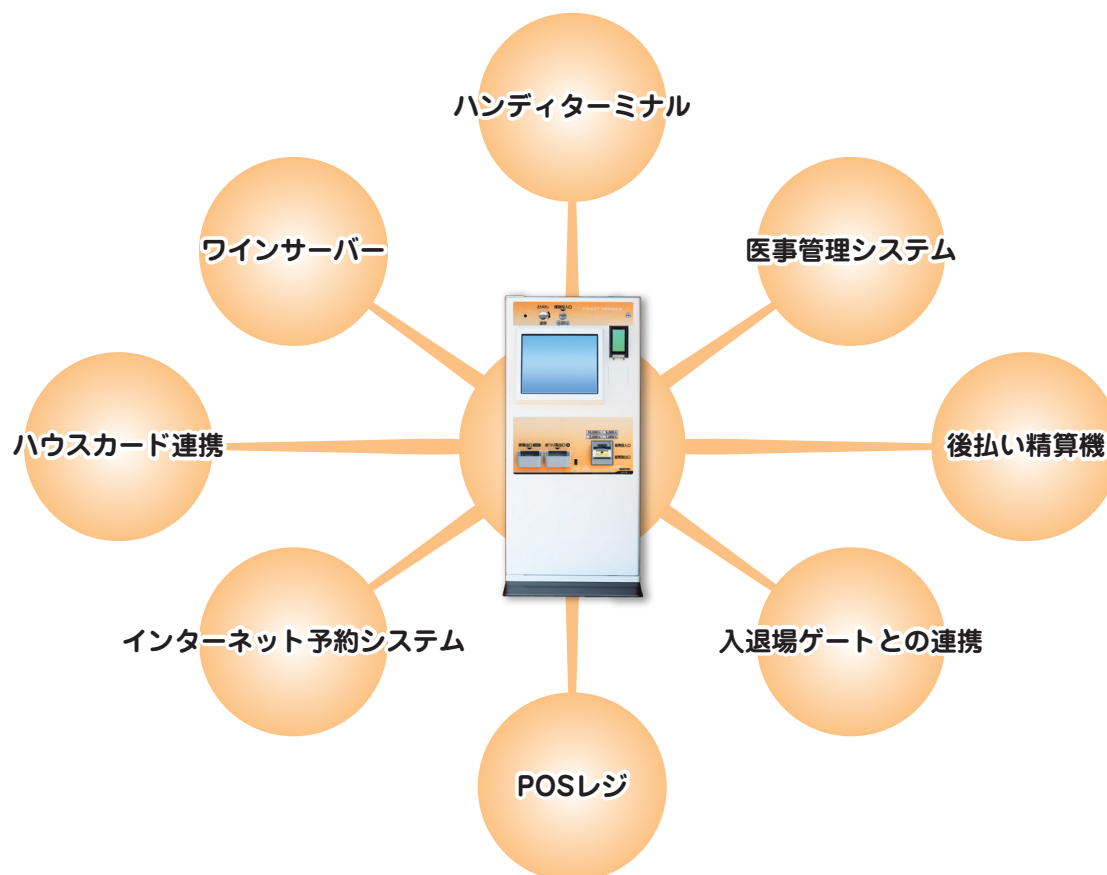 ハンディターミナル
ワインサーバー
医事管理システム
ハウスカード連携
後払い精算機
インターネット予約システム
入退場ゲートとの連携
POSレジ